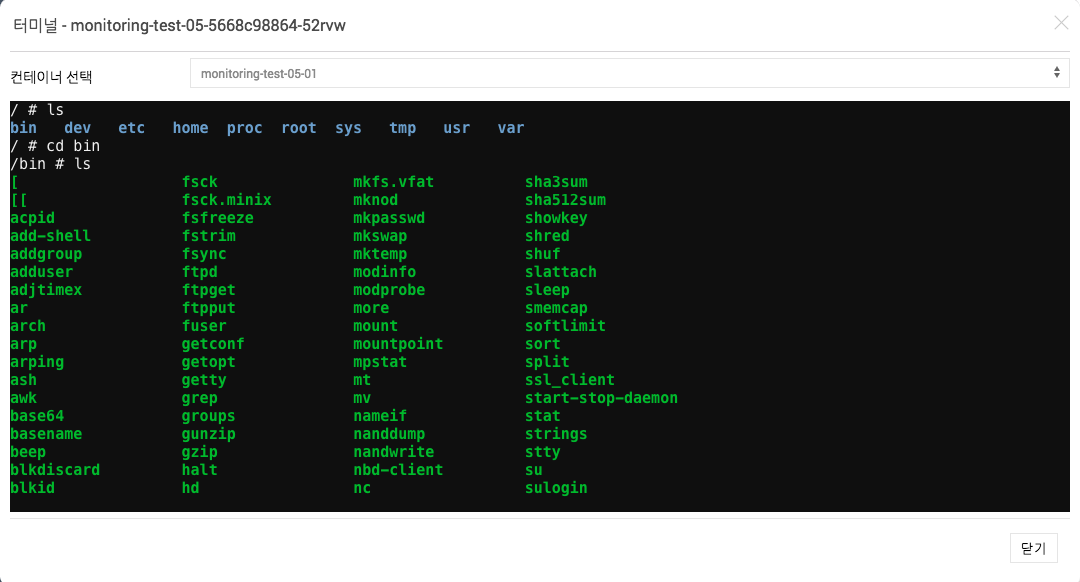 터미널 - monitoring-test-05-5668c98864-52rvw
컨테이너 선택 monitoring-test-05-01
/ # ls
bin dev etc home proc root sys tmp usr var
/ # cd bin
/bin # ls
[ fsck mkfs.vfat sha3sum
[[ fsck.minix mknod sha512sum
acpid fsfreeze mkpasswd showkey
add-shell fstrim mkswap shred
addgroup fsync mktemp shuf
adduser ftpd modinfo slattach
adjtimex ftpget modprobe sleep
ar ftpput more smemcap
arch fuser mount softlimit
arp getconf mountpoint sort
arping getopt mpstat split
ash getty mt ssl_client
awk grep mv start-stop-daemon
base64 groups nameif stat
basename gunzip nanddump strings
beep gzip nandwrite stty
blkdiscard halt nbd-client su
blkid hd nc sulogin
닫기